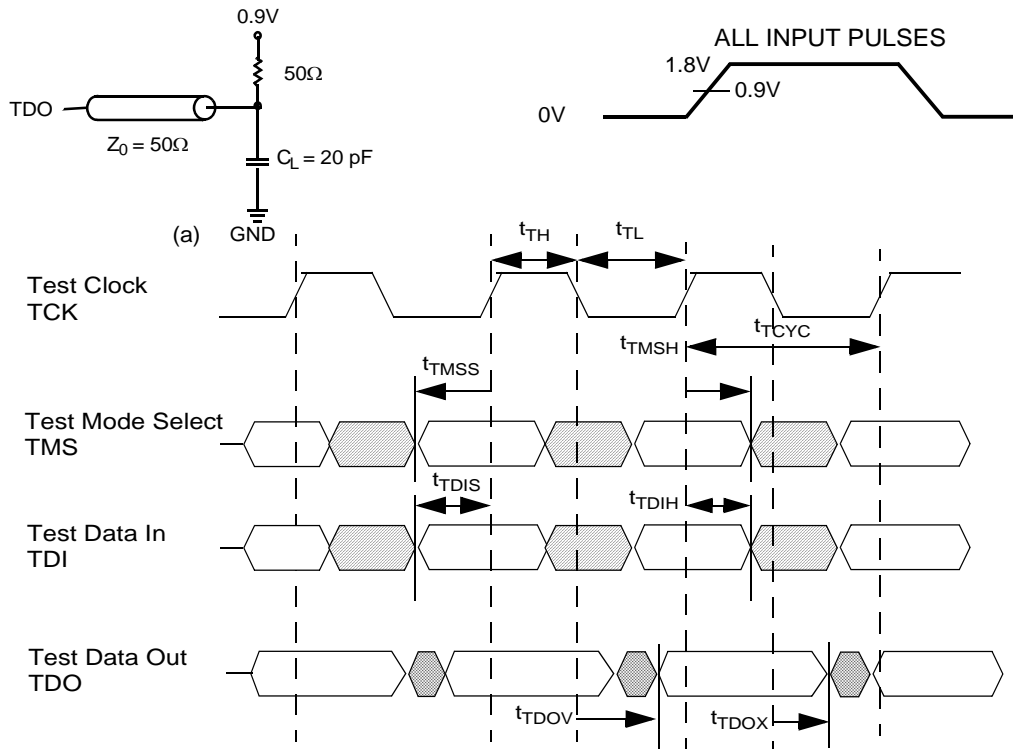 0.9V
50Ω
TDO
Z0 = 50Ω
CL = 20 pF
(a)
GND
ALL INPUT PULSES
1.8V
0.9V
0V
tTH
tTL
Test Clock
TCK
tTCYC
tTMSH
tTMSS
Test Mode Select
TMS
tTDIS
tTDIH
Test Data In
TDI
Test Data Out
TDO
tTDOV
tTDOX